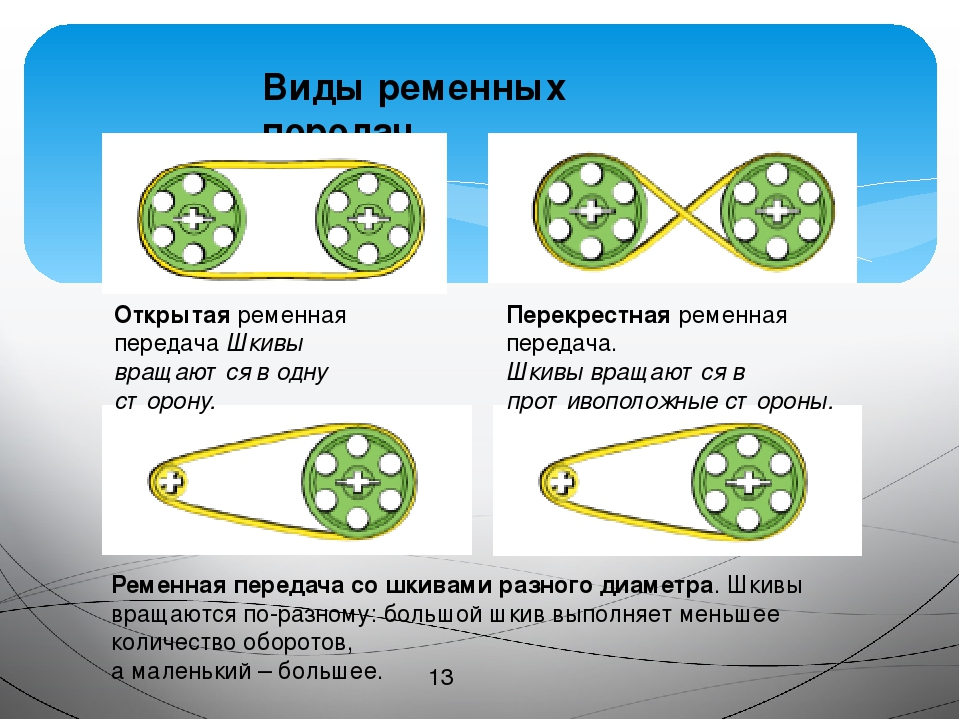 Виды ременных
передач
Открытая ременная
передача Шкивы
вращаются в одну
сторону.
Перекрестная ременная
передача.
Шкивы вращаются в
противоположные стороны.
Ременная передача со шкивами разного диаметра. Шкивы
вращаются по-разному: большой шкив выполняет меньшее
количество оборотов,
а маленький – большее.
13